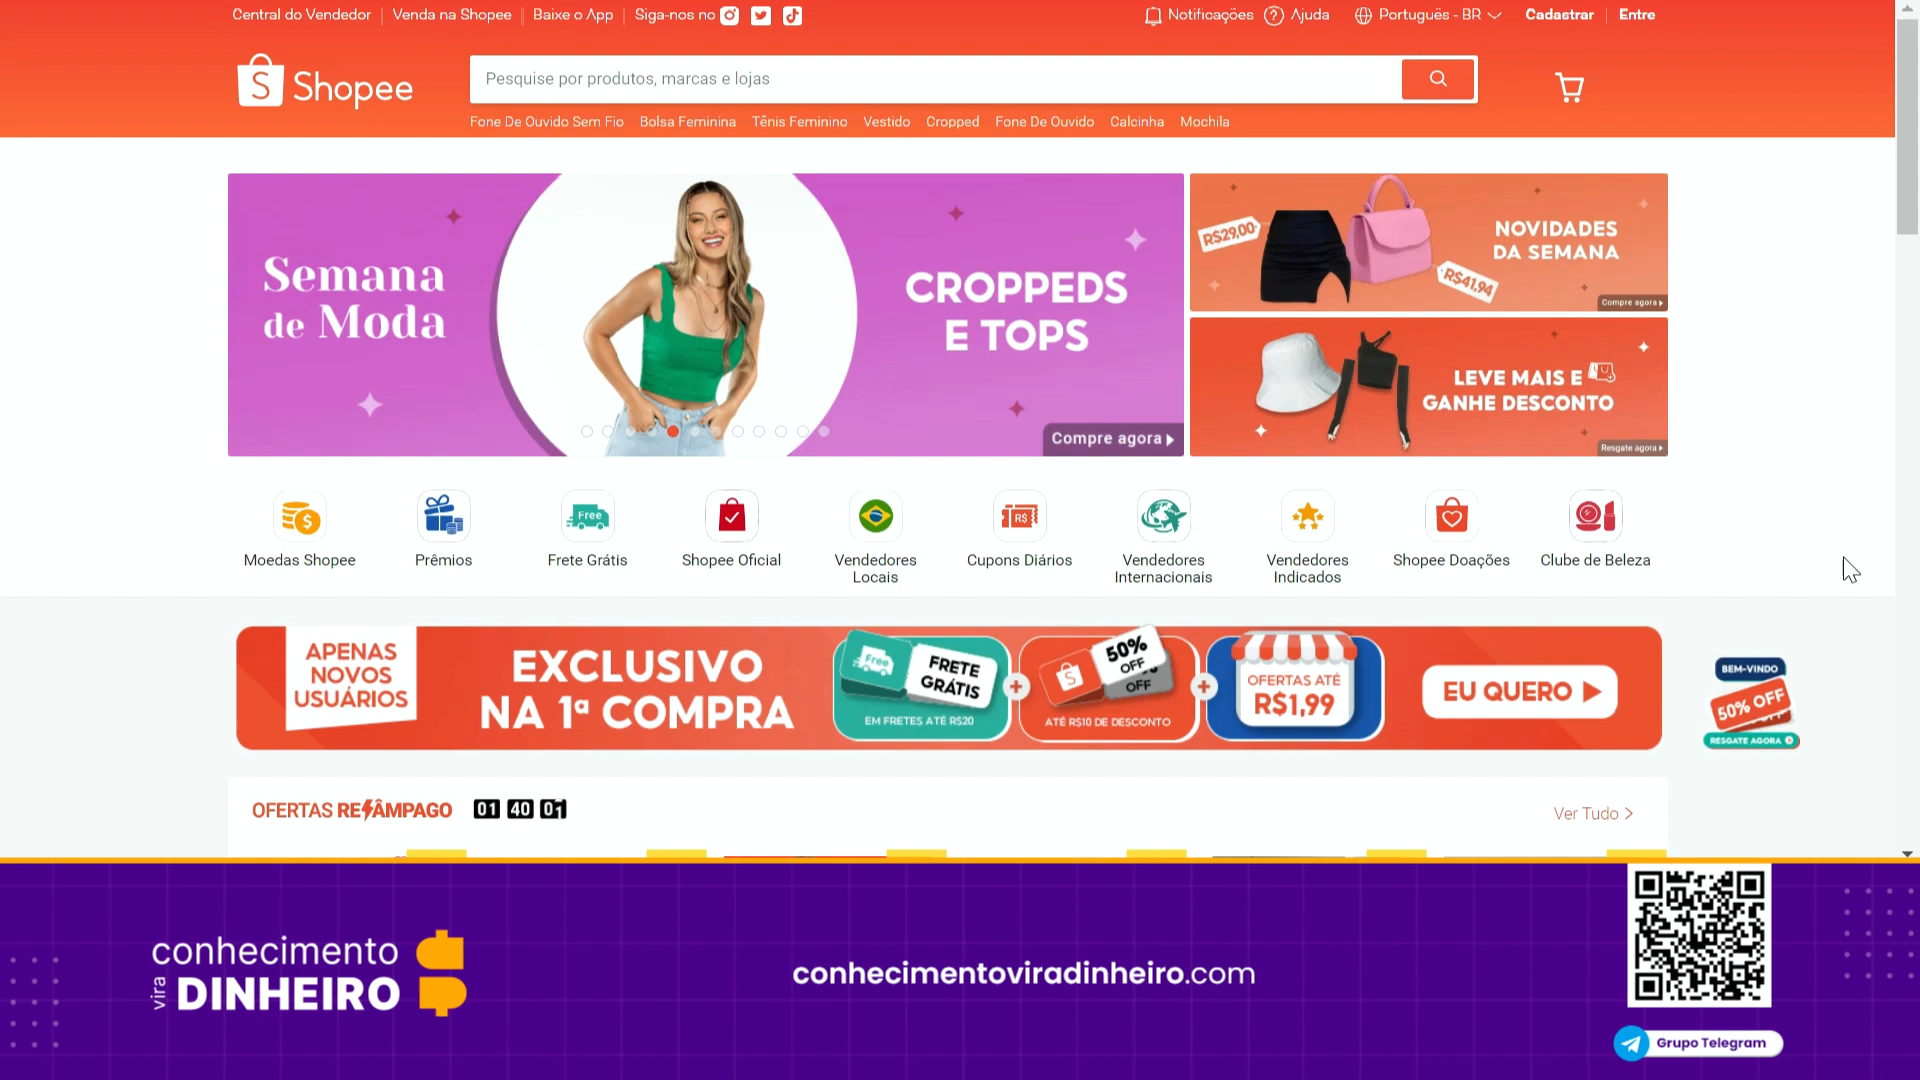 Central do Vendedor
Venda na Shopee
Baixe o App
Siga-nos no
Notificações
Ajuda
Português - BR
Cadastrar
Entre
Shopee
Pesquise por produtos, marcas e lojas
Fone De Ouvido Sem Fio
Bolsa Feminina
Tênis Feminino
Vestido
Cropped
Fone De Ouvido
Calcinha
Mochila
Semana
de Moda
CROPPEDS
E TOPS
Compre agora
R$29,00
R$41,94
NOVIDADES
DA SEMANA
Compre agora
LEVE MAIS E
GANHE DESCONTO
Resgate agora
Moedas Shopee
Prêmios
Free
Frete Grátis
Shopee Oficial
Vendedores
Locais
R$
Cupons Diários
Vendedores
Internacionais
Vendedores
Indicados
Shopee Doações
Clube de Beleza
APENAS
NOVOS
USUÁRIOS
EXCLUSIVO
NA 1ª COMPRA
Free
FRETE
GRÁTIS
EM FRETES ATÉ R$20
+
50%
OFF
OFF
ATÉ R$10 DE DESCONTO
+
OFERTAS ATÉ
R$1,99
EU QUERO
BEM-VINDO
50% OFF
RESGATE AGORA
OFERTAS RELÂMPAGO
01 40 01
Ver Tudo
conhecimento
vira DINHEIRO
conhecimentoviradinheiro.com
Grupo Telegram